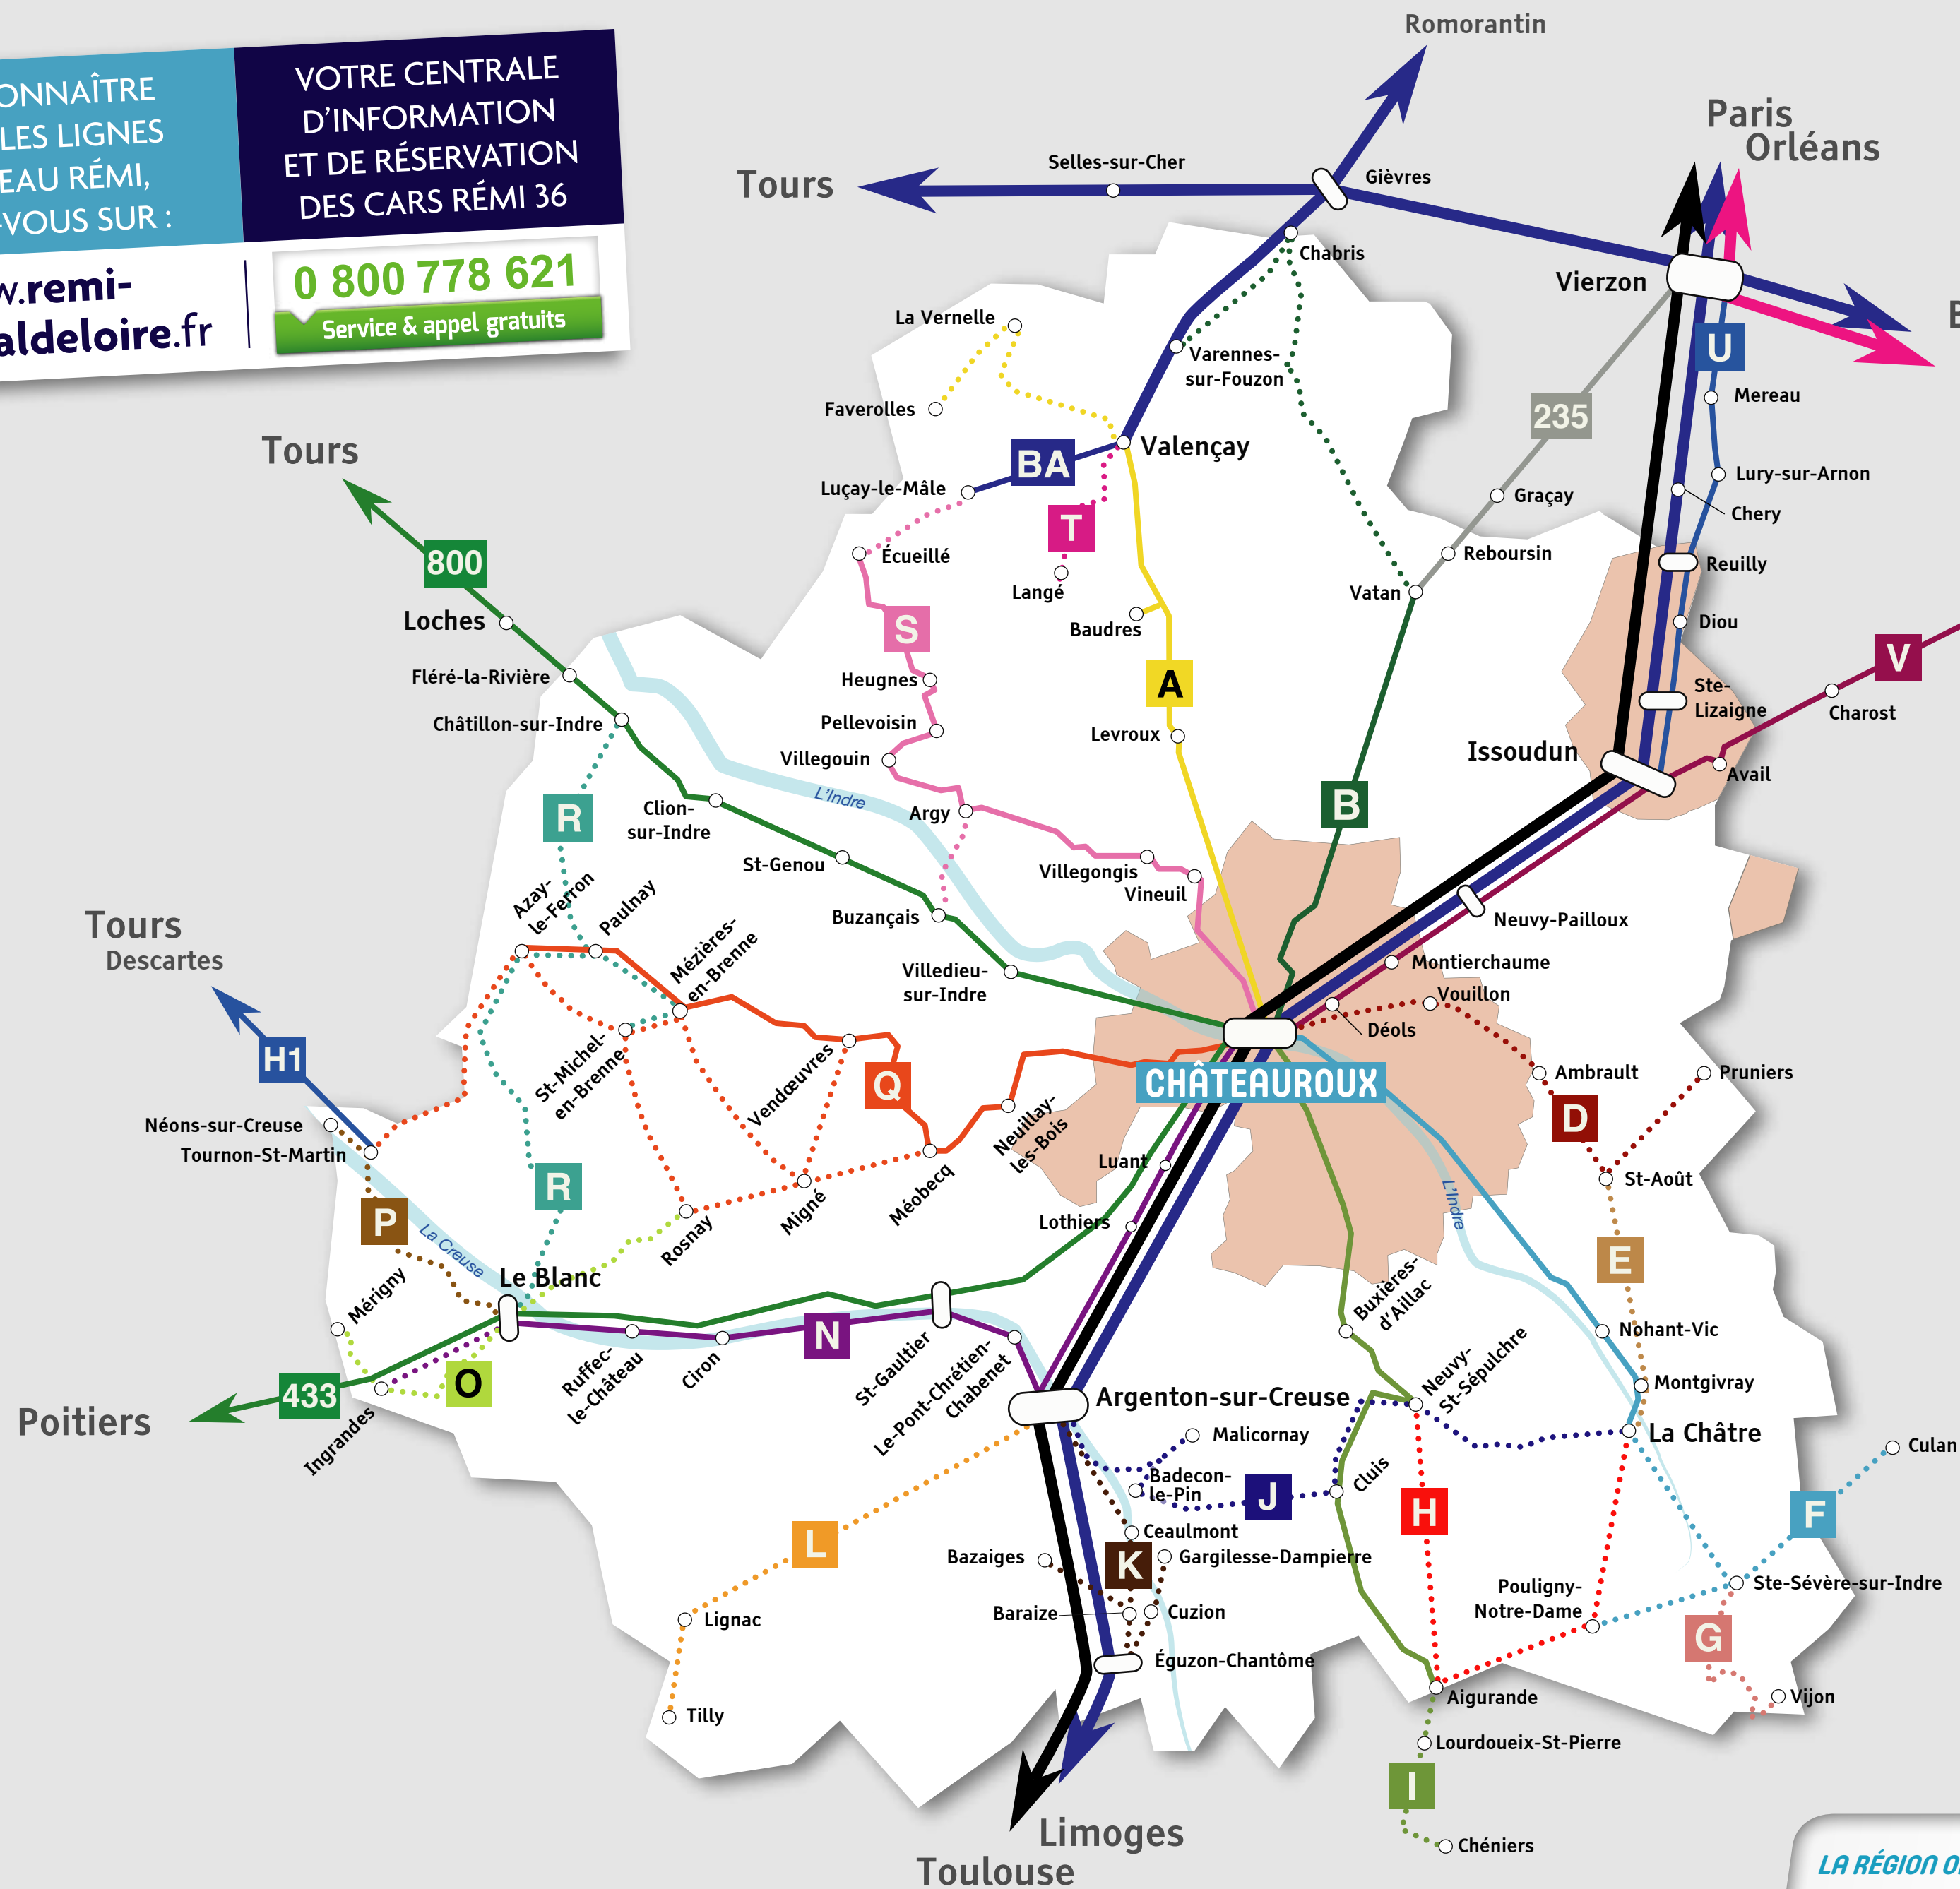 ONNAÎTRE
LES LIGNES
EAU RÉMI,
-VOUS SUR :
w.remi-
aldeloire.fr
VOTRE CENTRALE
D'INFORMATION
ET DE RÉSERVATION
DES CARS RÉMI 36
0 800 778 621
Service & appel gratuits
Romorantin
Paris
Orléans
Tours
Selles-sur-Cher
Gièvres
Chabris
Vierzon
La Vernelle
Varennes-
sur-Fouzon
U
Mereau
Faverolles
235
Tours
BA
Valençay
Luçay-le-Mâle
Graçay
Lury-sur-Arnon
Chery
T
Écueillé
Reboursin
Reuilly
800
Langé
Vatan
Loches
S
Baudres
Diou
V
Fléré-la-Rivière
Heugnes
A
Ste-
Lizaigne
Charost
Châtillon-sur-Indre
Pellevoisin
Levroux
Villegouin
Issoudun
Avail
L'Indre
R
Clion-
sur-Indre
Argy
B
St-Genou
Villegongis
Vineuil
Azay-
le-Ferron
Paulnay
Buzançais
Neuvy-Pailloux
Tours
Descartes
Mézières-
en-Brenne
Villedieu-
sur-Indre
Montierchaume
Vouillon
Déols
H1
St-Michel-
en-Brenne
Vendœuvres
Q
CHÂTEAUROUX
Ambrault
Pruniers
D
Néons-sur-Creuse
Tournon-St-Martin
Neuillay-
les-Bois
Luant
St-Août
R
P
Méobecq
Migné
Rosnay
Lothiers
L'Indre
La Creuse
E
Le Blanc
Mérigny
Buxières-
d'Aillac
N
Nohant-Vic
Ruffec-
le-Château
Ciron
St-Gaultier
Le-Pont-Chrétien-
Chabenet
Neuvy-
St-Sépulchre
O
433
Poitiers
Ingrandes
Argenton-sur-Creuse
Montgivray
Malicornay
La Châtre
Culan
Badecon-
le-Pin
J
Cluis
H
F
L
Ceaulmont
Bazaiges
K
Gargilesse-Dampierre
Ste-Sévère-sur-Indre
Pouligny-
Notre-Dame
Baraize
Cuzion
Lignac
G
Éguzon-Chantôme
Aigurande
Vijon
Tilly
Lourdoueix-St-Pierre
I
Limoges
Toulouse
Chéniers
LA RÉGION